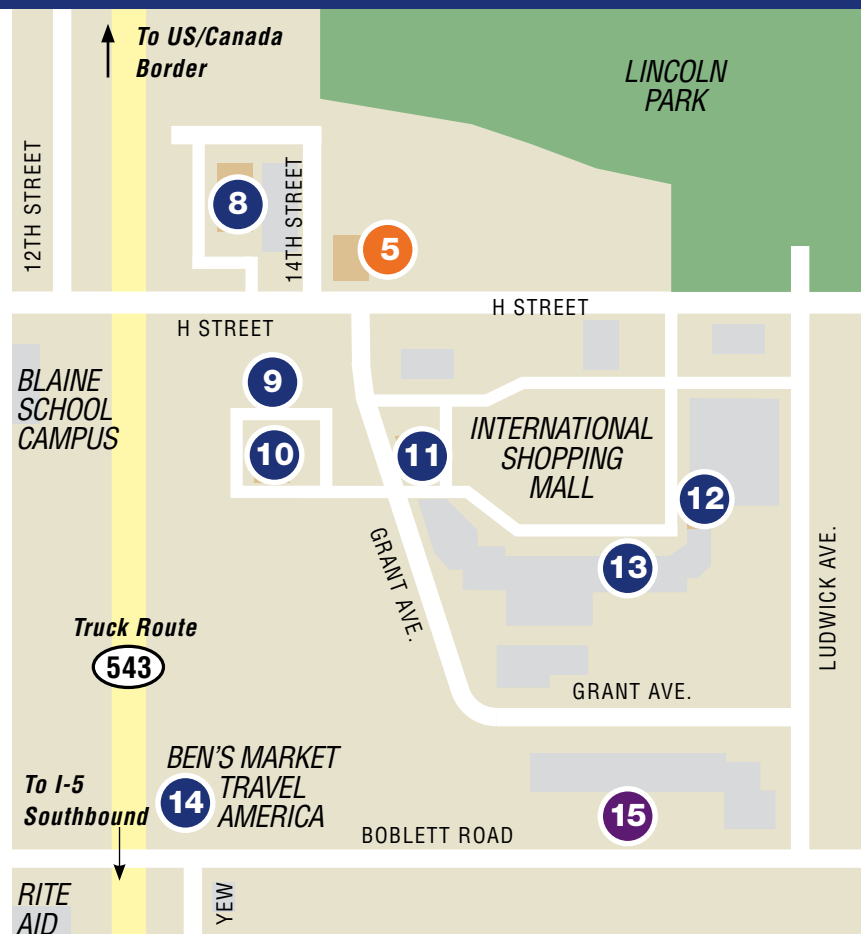 To US/Canada
Border
LINCOLN
PARK
12TH STREET
8
14TH STREET
5
H STREET
H STREET
BLAINE
SCHOOL
CAMPUS
9
10
11
INTERNATIONAL
SHOPPING
MALL
12
13
GRANT AVE.
LUDWICK AVE.
Truck Route
543
GRANT AVE.
BEN'S MARKET
TRAVEL
AMERICA
14
To I-5
Southbound
15
BOBLETT ROAD
RITE
AID
YEW